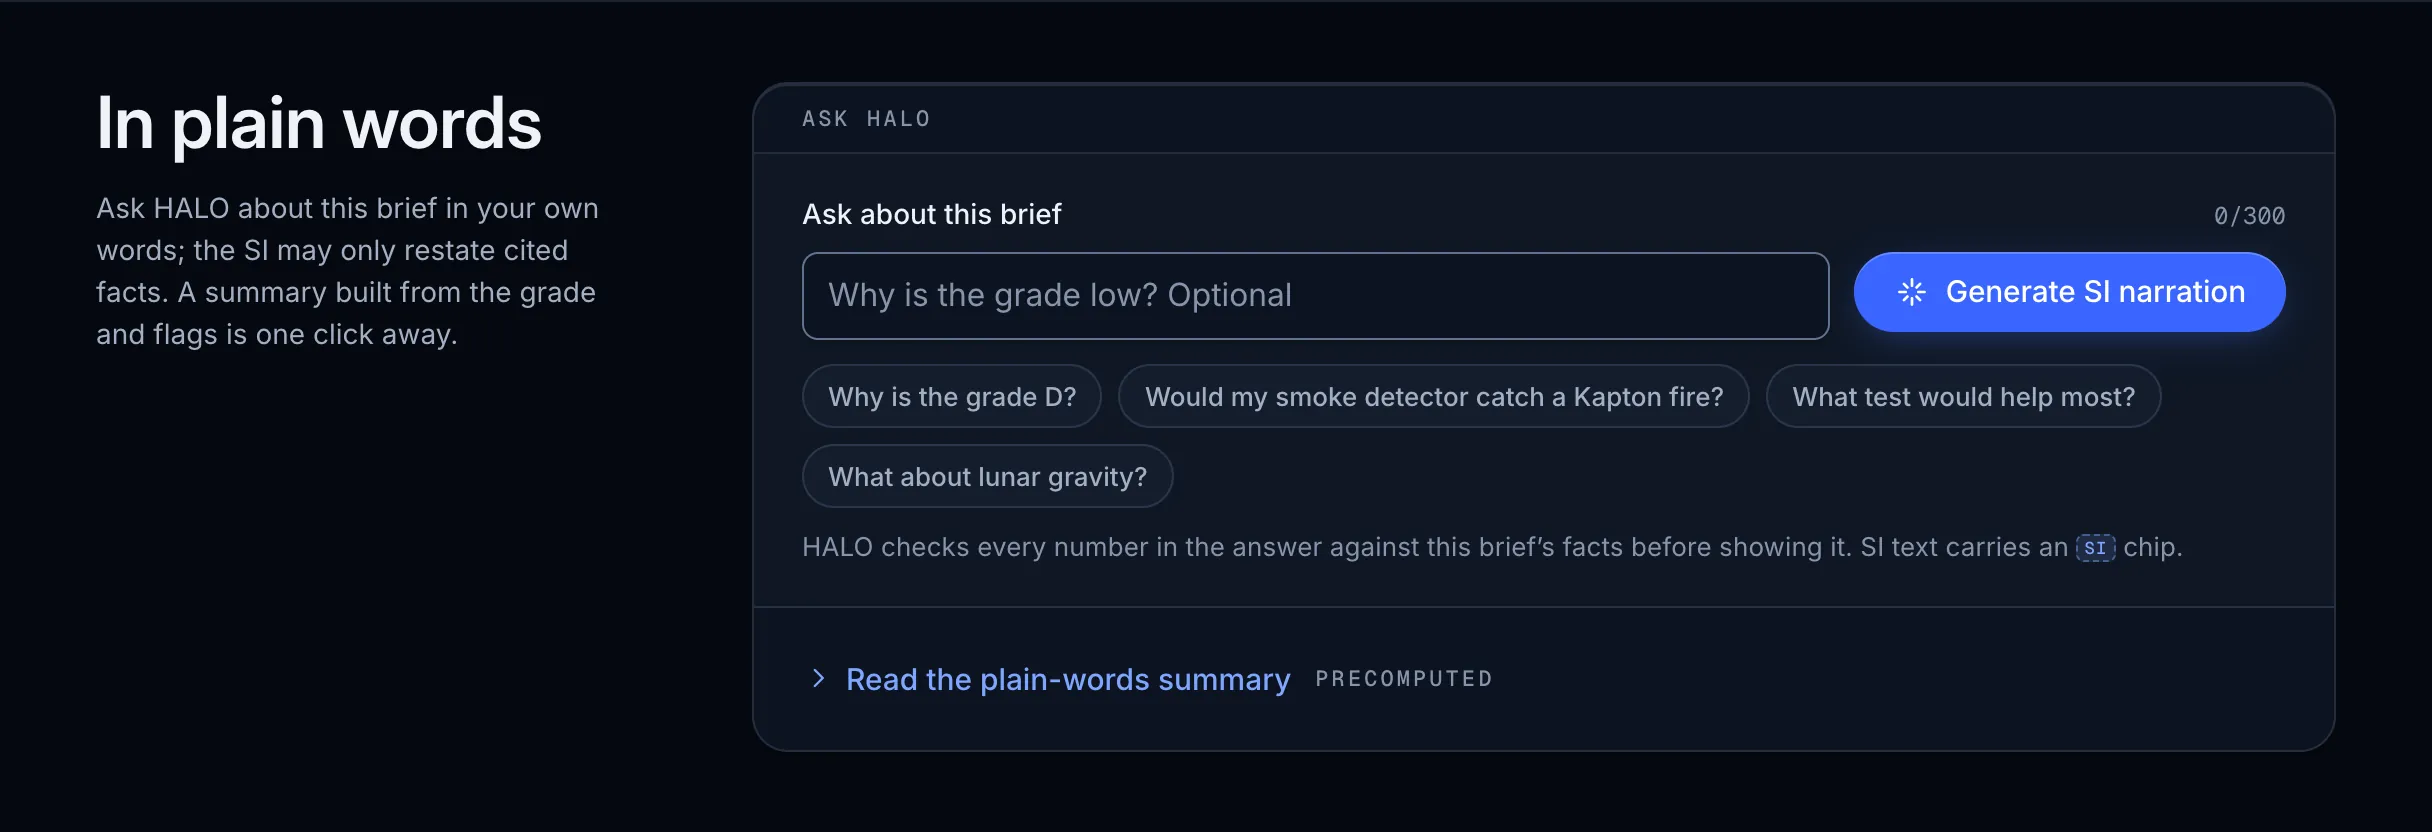 In plain words
Ask HALO about this brief in your own
words; the SI may only restate cited
facts. A summary built from the grade
and flags is one click away.
ASK HALO
Ask about this brief
0/300
Why is the grade low? Optional
Generate SI narration
Why is the grade D?
Would my smoke detector catch a Kapton fire?
What test would help most?
What about lunar gravity?
HALO checks every number in the answer against this brief’s facts before showing it. SI text carries an SI chip.
Read the plain-words summary PRECOMPUTED